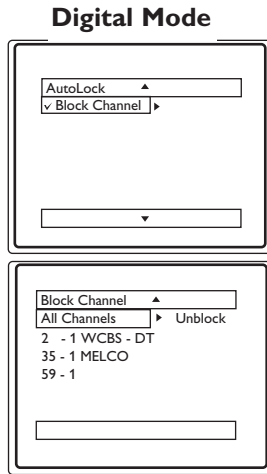 Digital Mode
AutoLock ▲
✓ Block Channel ▶
▼
Block Channel ▲
All Channels ▶ Unblock
2 - 1 WCBS - DT
35 - 1 MELCO
59 - 1